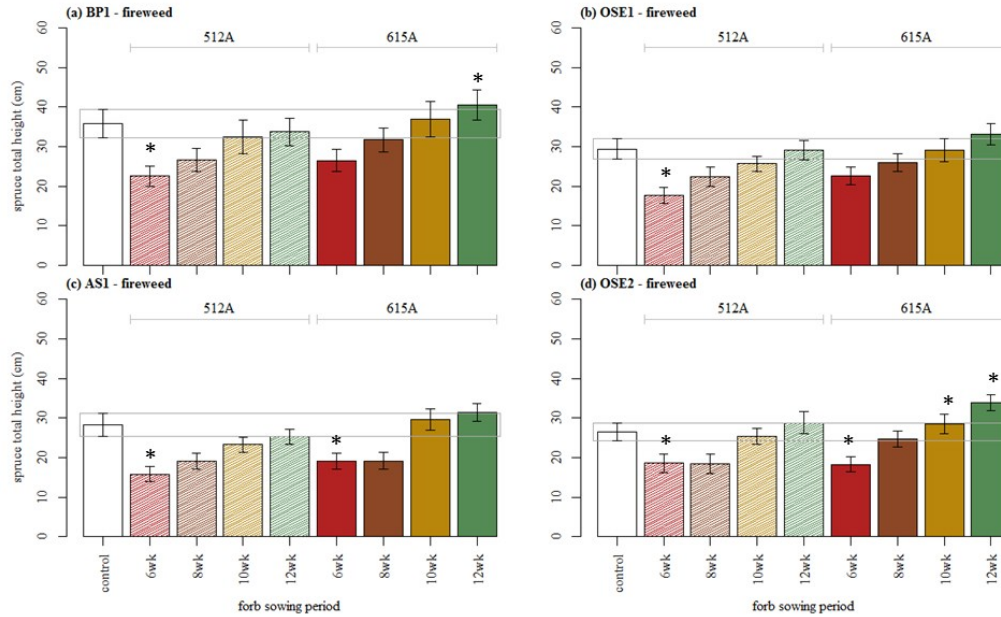 (a) BP1 - fireweed
512A
615A
spruce total height (cm)
60
50
40
30
20
10
0
*
*
(b) OSE1 - fireweed
512A
615A
60
50
40
30
20
10
0
*
(c) AS1 - fireweed
512A
615A
spruce total height (cm)
60
50
40
30
20
10
0
*
*
control
6wk
8wk
10wk
12wk
6wk
8wk
10wk
12wk
forb sowing period
(d) OSE2 - fireweed
512A
615A
60
50
40
30
20
10
0
*
*
*
*
control
6wk
8wk
10wk
12wk
6wk
8wk
10wk
12wk
forb sowing period